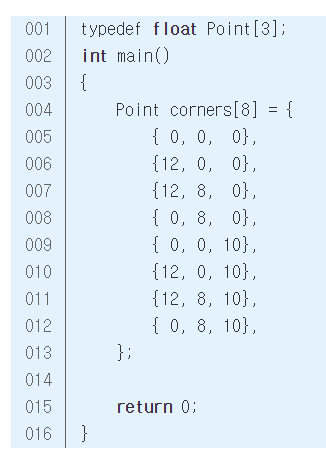 001 typedef float Point[3];
002 int main()
003 {
004     Point corners[8] = {
005         { 0, 0,  0},
006         {12, 0,  0},
007         {12, 8,  0},
008         { 0, 8,  0},
009         { 0, 0, 10},
010         {12, 0, 10},
011         {12, 8, 10},
012         { 0, 8, 10},
013     };
014
015     return 0;
016 }